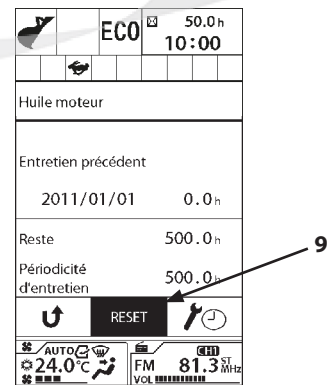 ECO 50.0h
10:00
Huile moteur
Entretien précédent
2011/01/01 0.0h
Reste 500.0h
Périodicité
d'entretien 500.0h
9
RESET
AUTO
24.0°C FM 81.3 ST MHz
VOL